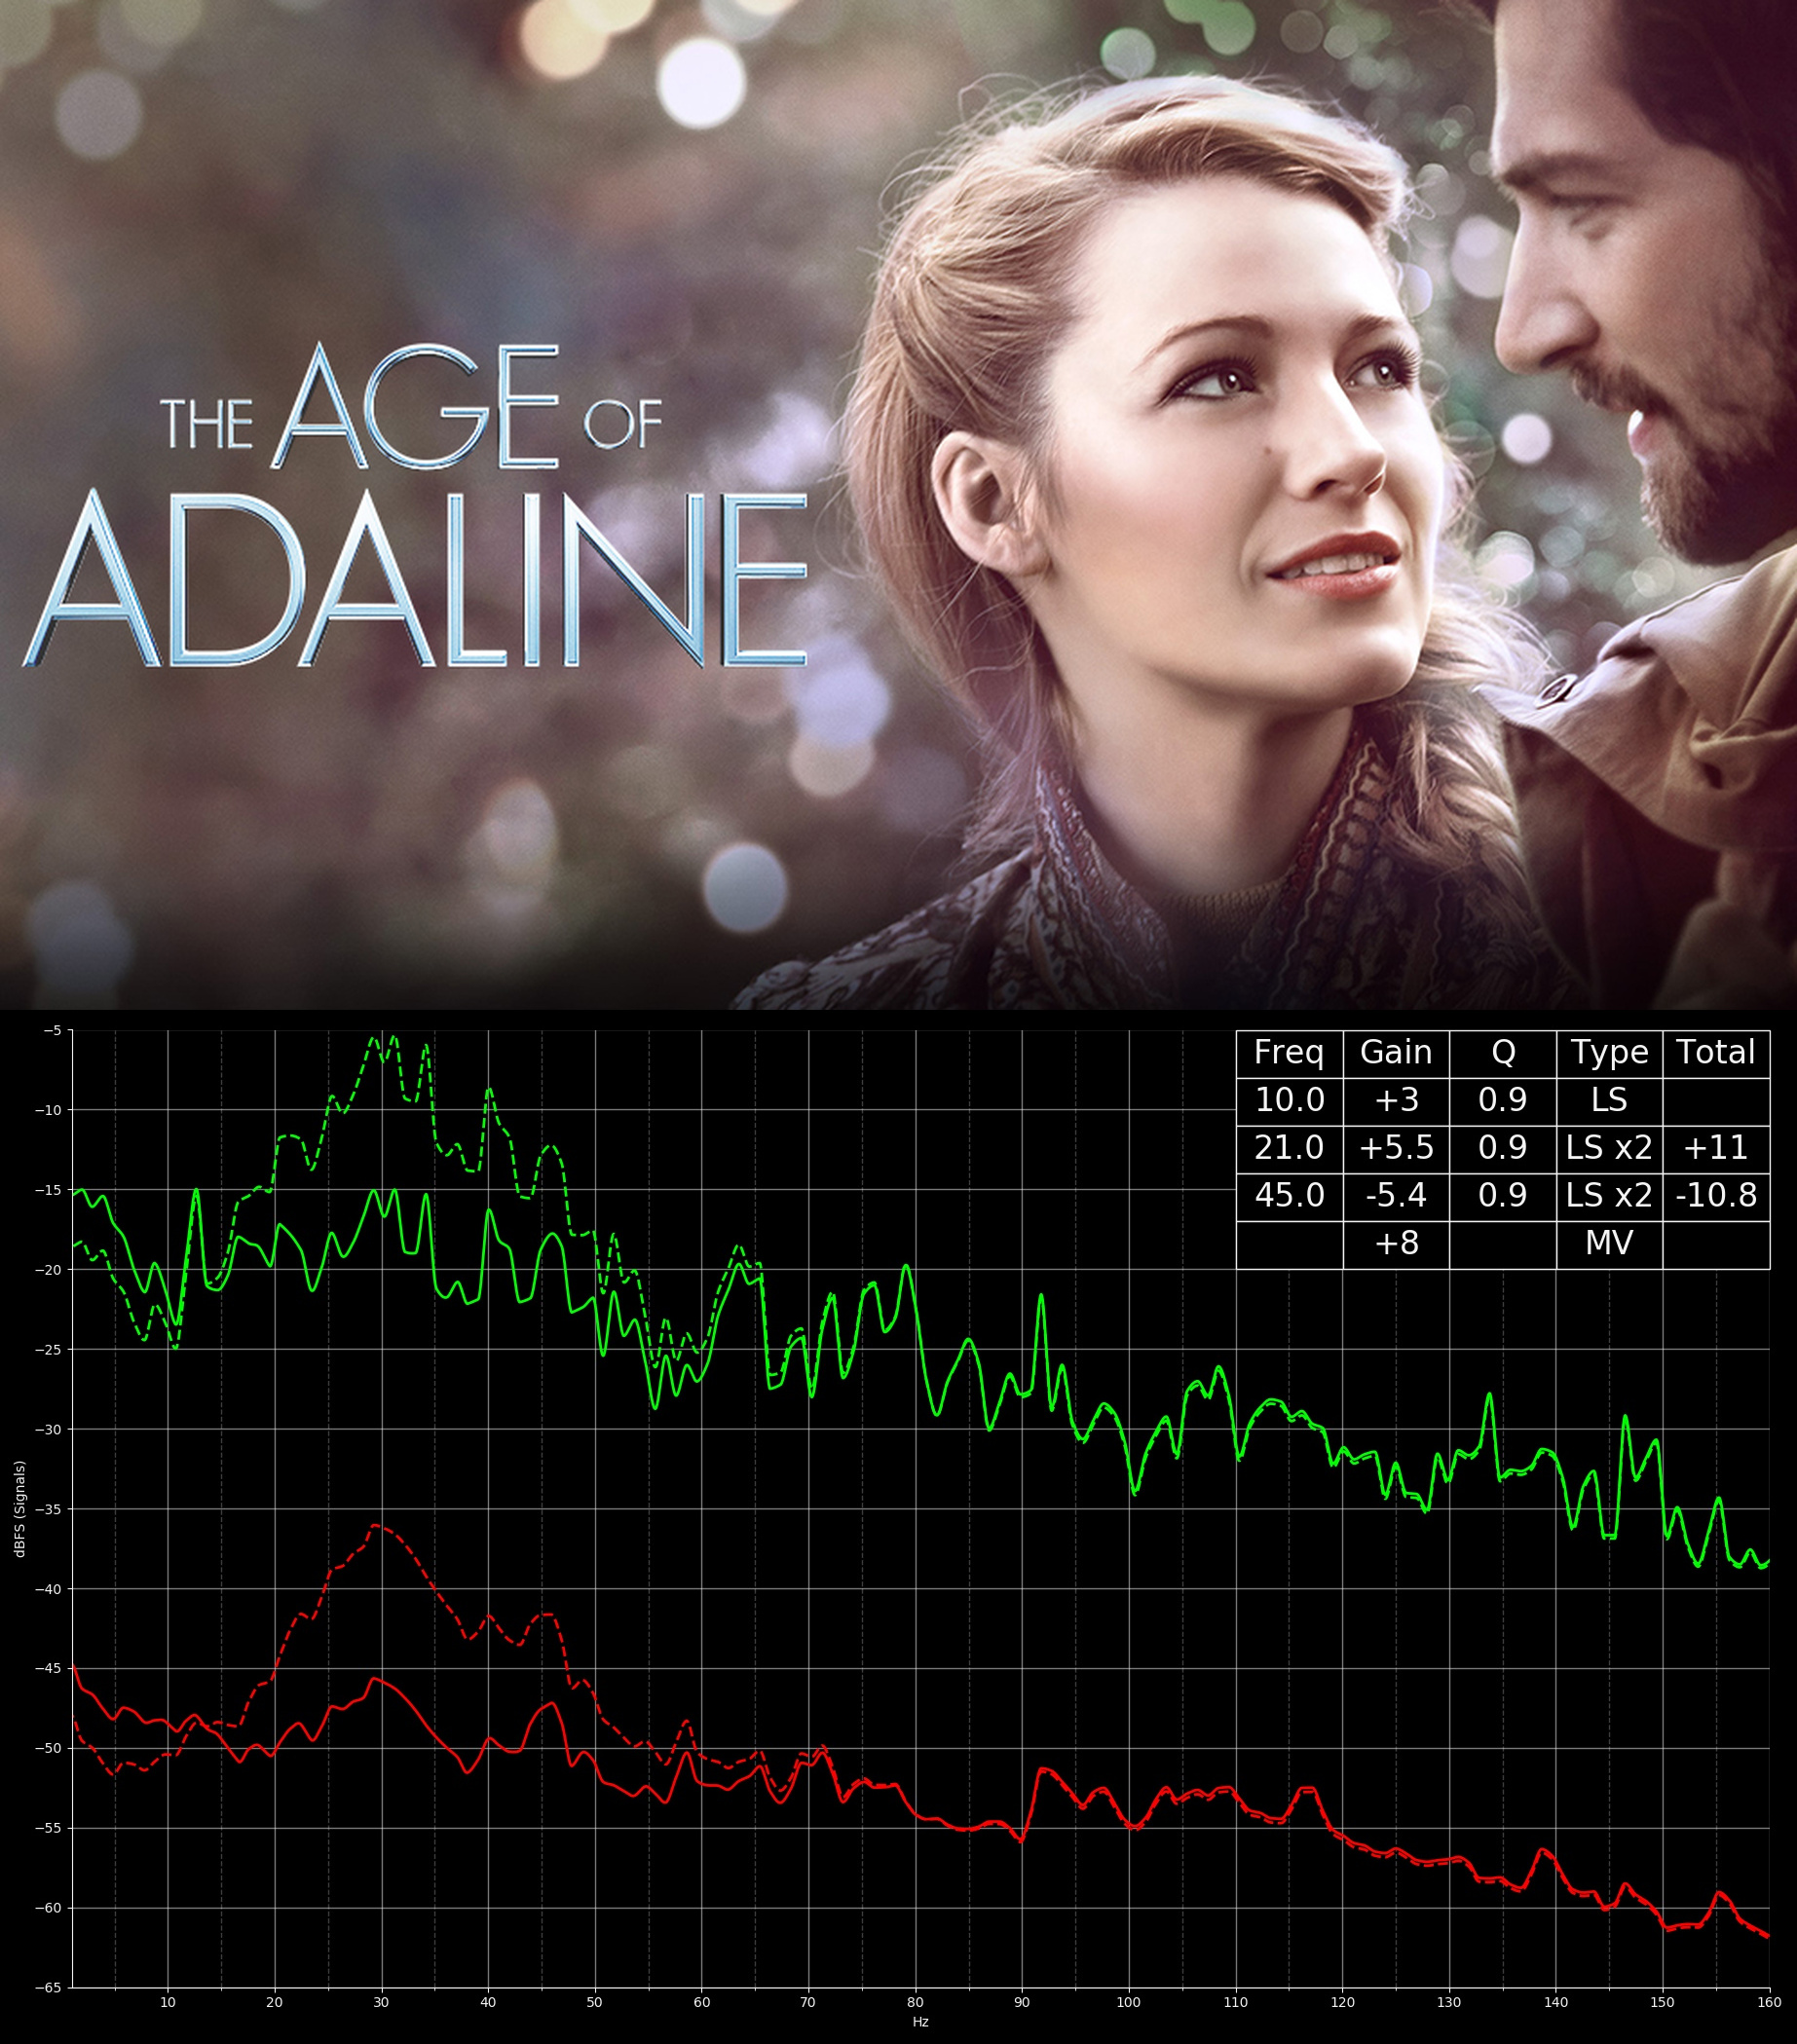 THE AGE OF
ADALINE
Freq Gain Q Type Total
10.0 +3 0.9 LS
21.0 +5.5 0.9 LS x2 +11
45.0 -5.4 0.9 LS x2 -10.8
+8 MV
−5
−10
−15
−20
−25
−30
−35
−40
−45
−50
−55
−60
−65
dBFS (Signals)
10 20 30 40 50 60 70 80 90 100 110 120 130 140 150 160
Hz